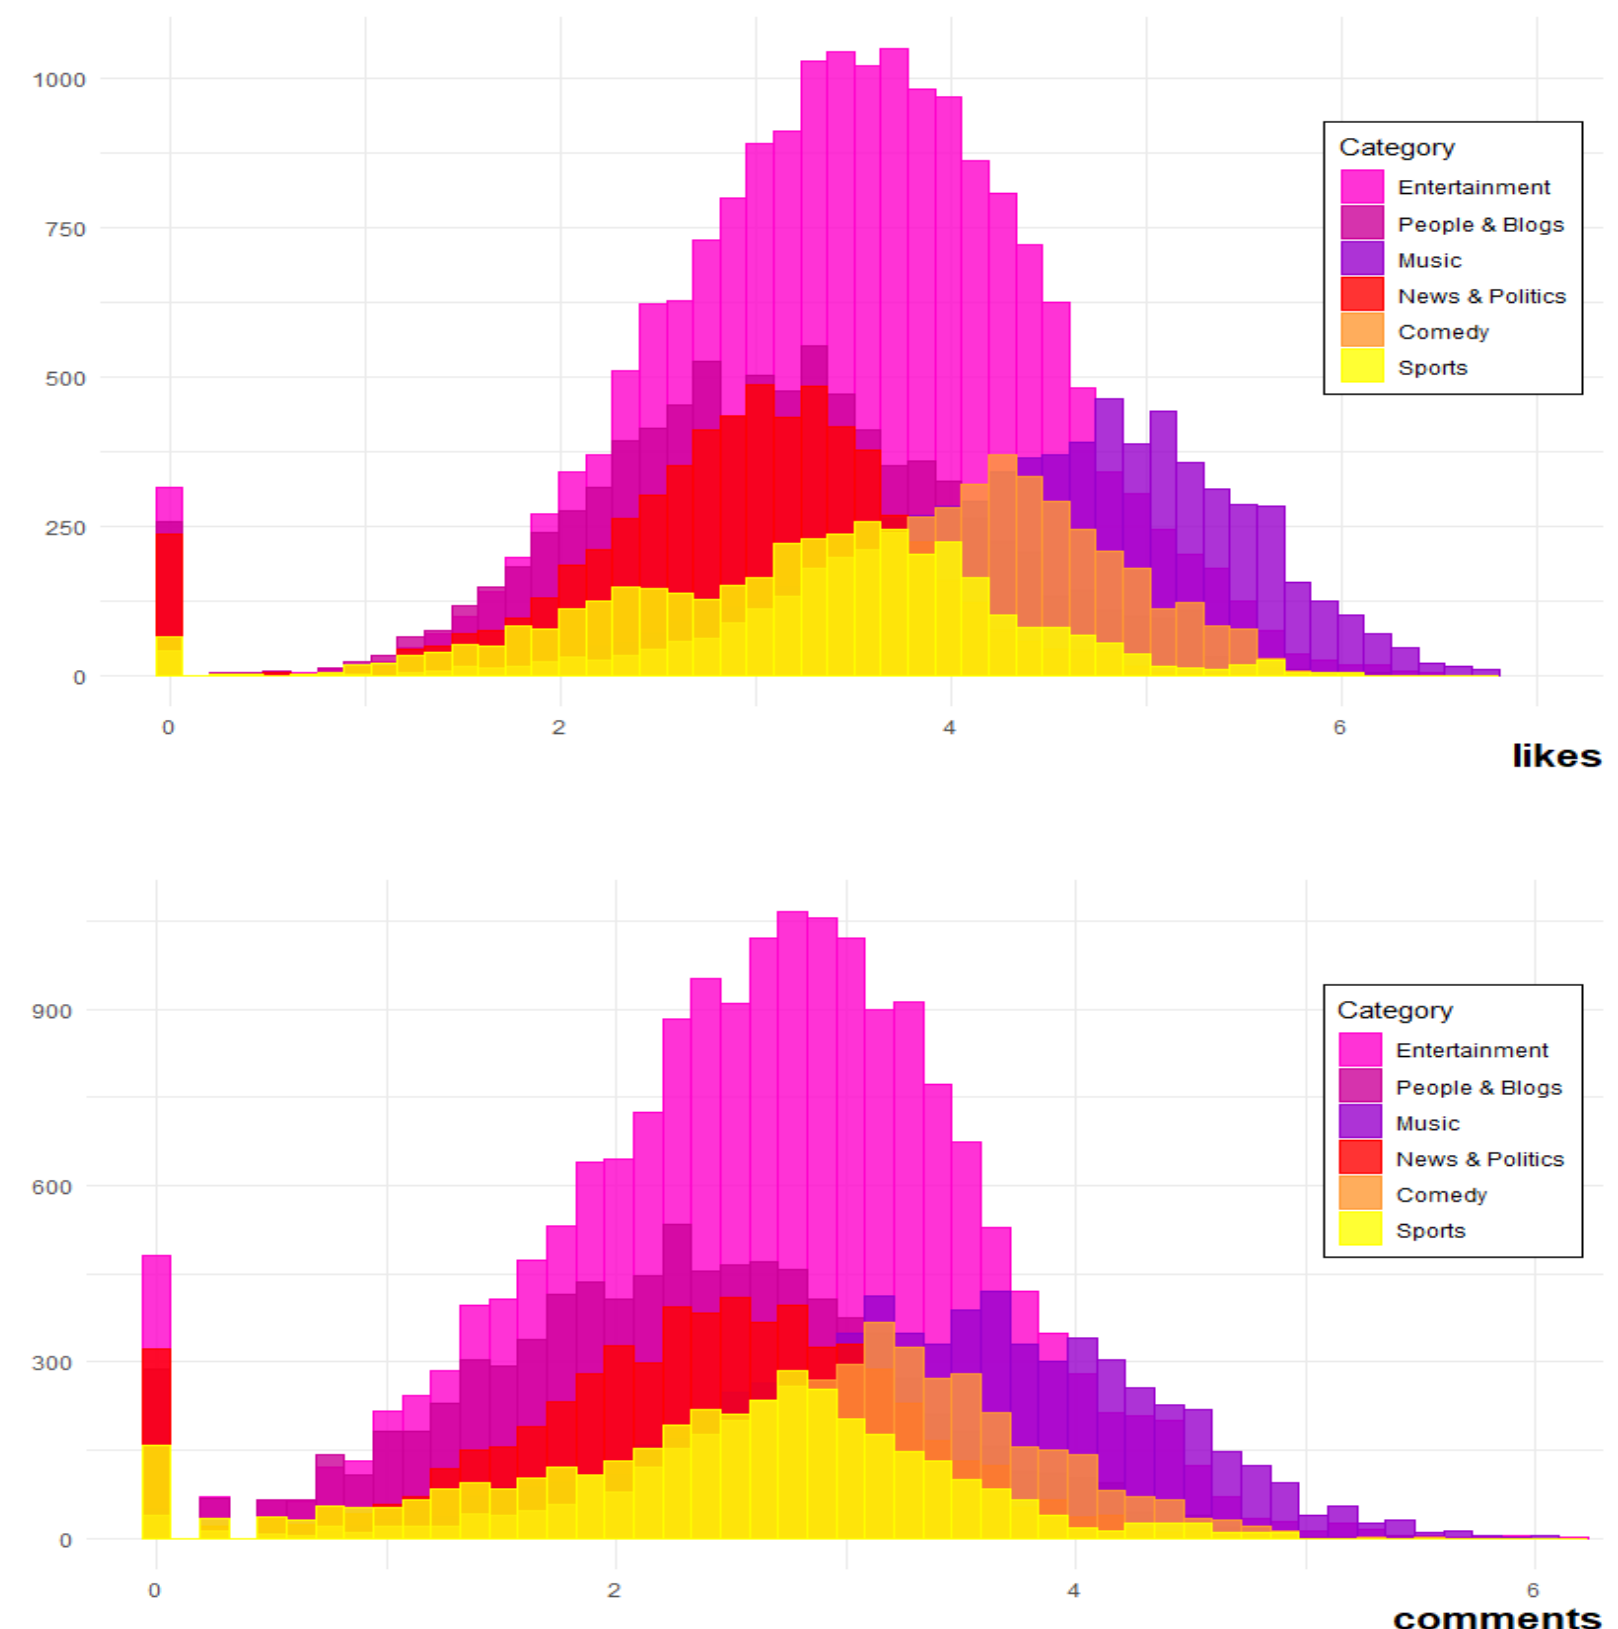 1000
750
500
250
0
0 2 4 6
likes
Category
Entertainment
People & Blogs
Music
News & Politics
Comedy
Sports
900
600
300
0
0 2 4 6
comments
Category
Entertainment
People & Blogs
Music
News & Politics
Comedy
Sports